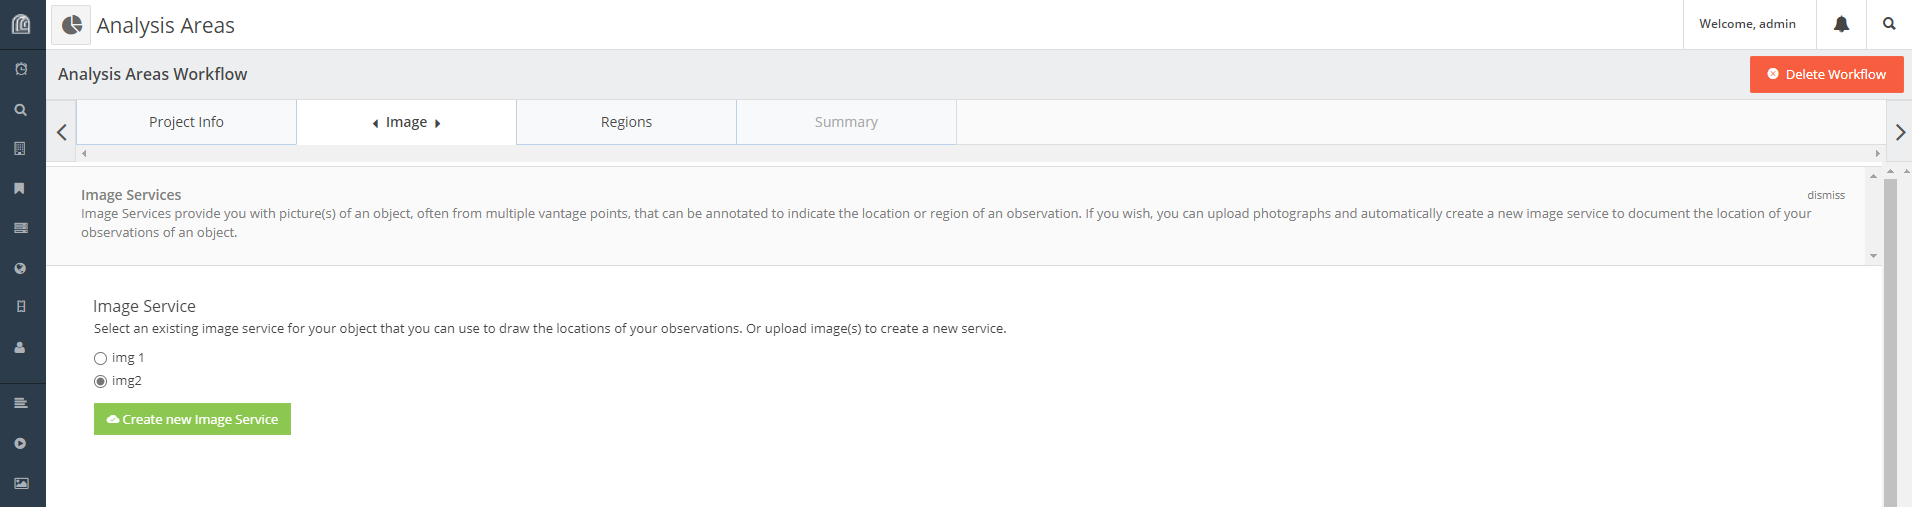 Analysis Areas
Welcome, admin
Analysis Areas Workflow
Delete Workflow
Project Info
Image
Regions
Summary
Image Services
dismiss
Image Services provide you with picture(s) of an object, often from multiple vantage points, that can be annotated to indicate the location or region of an observation. If you wish, you can upload photographs and automatically create a new image service to document the location of your
observations of an object.
Image Service
Select an existing image service for your object that you can use to draw the locations of your observations. Or upload image(s) to create a new service.
img 1
img2
Create new Image Service